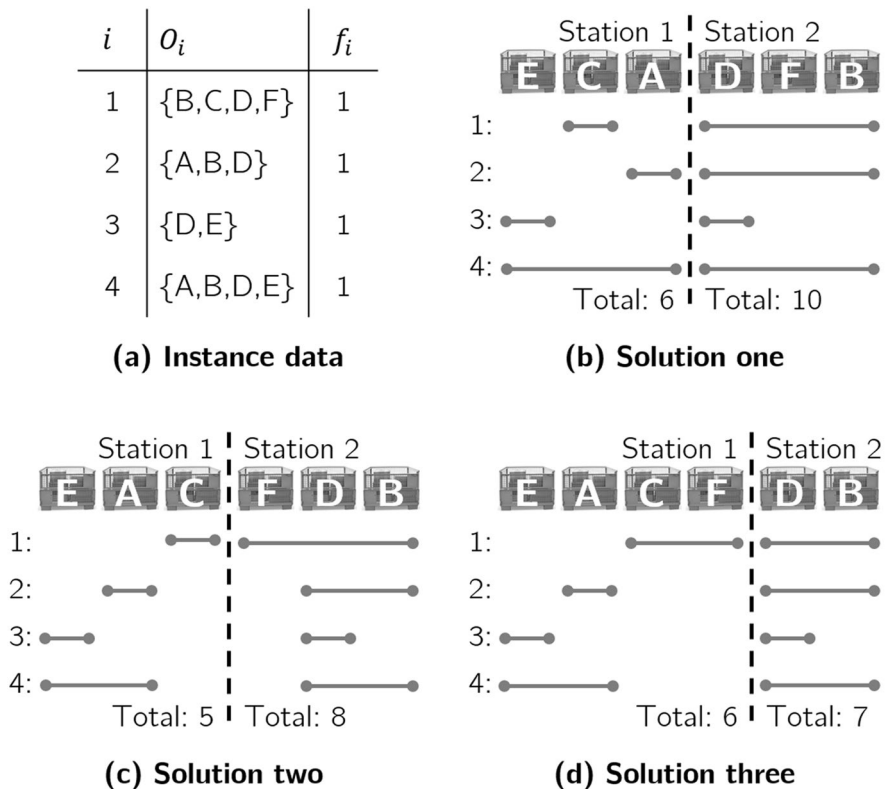 i O_i f_i
1 {B,C,D,F} 1
2 {A,B,D} 1
3 {D,E} 1
4 {A,B,D,E} 1
(a) Instance data
Station 1 Station 2
E C A D F B
1:
2:
3:
4:
Total: 6 Total: 10
(b) Solution one
Station 1 Station 2
E A C F D B
1:
2:
3:
4:
Total: 5 Total: 8
(c) Solution two
Station 1 Station 2
E A C F D B
1:
2:
3:
4:
Total: 6 Total: 7
(d) Solution three